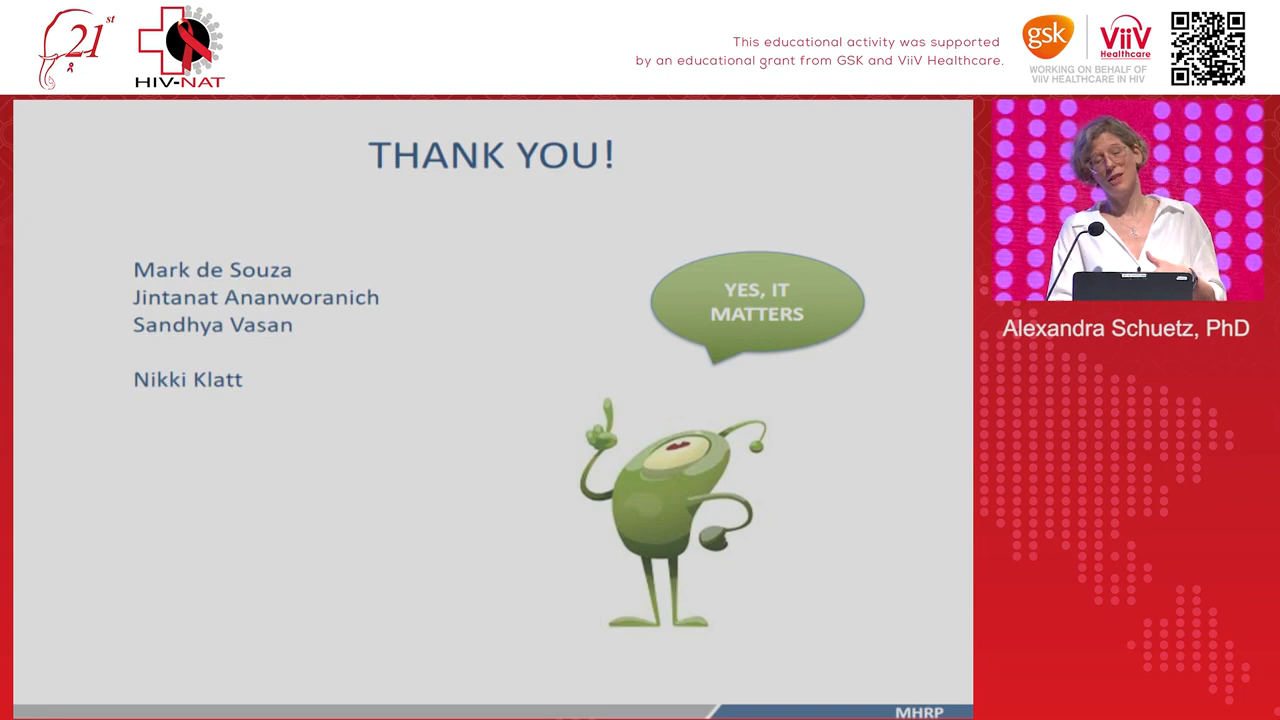 21st
HIV-NAT
This educational activity was supported
by an educational grant from GSK and ViiV Healthcare.
gsk
ViiV
Healthcare
WORKING ON BEHALF OF
ViiV HEALTHCARE IN HIV
THANK YOU!
Mark de Souza
Jintanat Ananworanich
Sandhya Vasan
Nikki Klatt
YES, IT
MATTERS
Alexandra Schuetz, PhD
MHRP